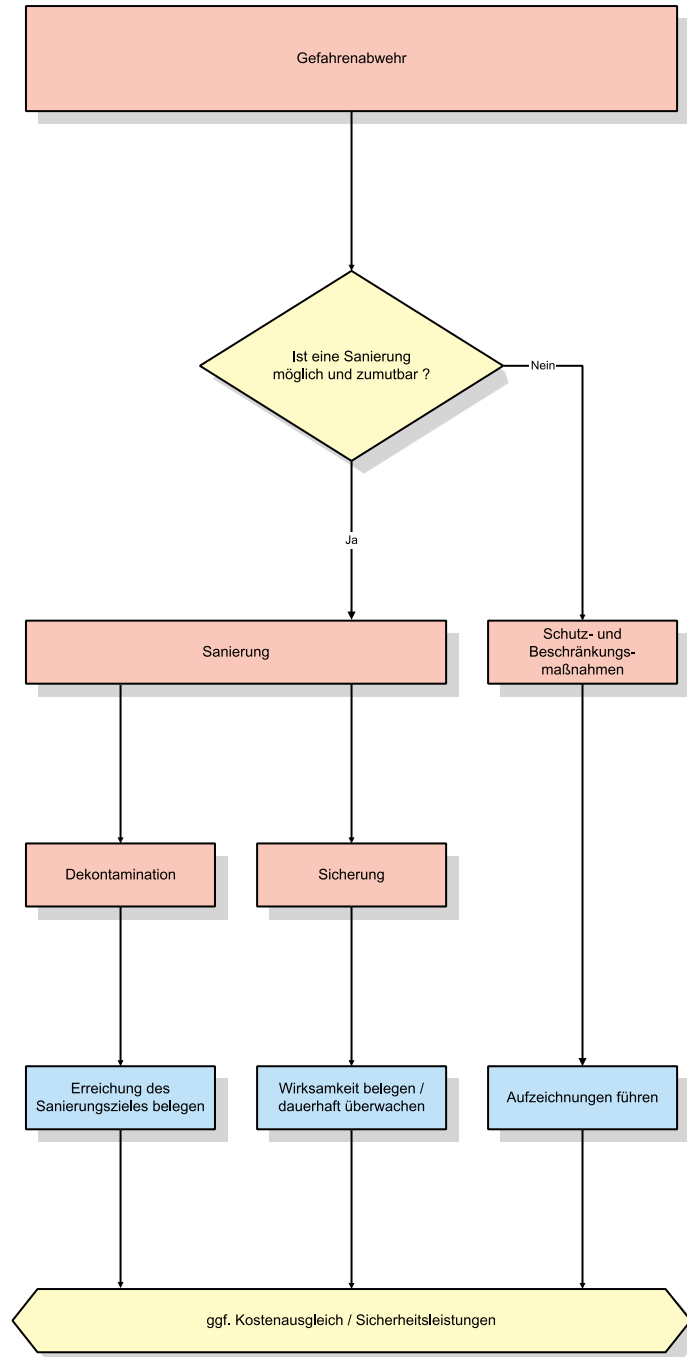 Gefahrenabwehr
Ist eine Sanierung
möglich und zumutbar ?
Nein
Ja
Sanierung
Schutz- und
Beschränkungs-
maßnahmen
Dekontamination
Sicherung
Erreichung des
Sanierungszieles belegen
Wirksamkeit belegen /
dauerhaft überwachen
Aufzeichnungen führen
ggf. Kostenausgleich / Sicherheitsleistungen